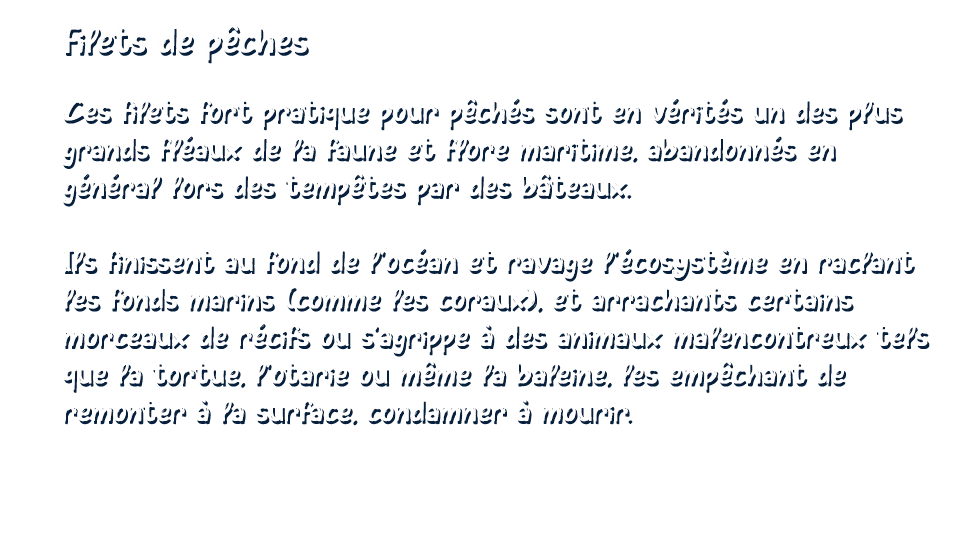 Filets de pêches
Ces filets fort pratique pour pêchés sont en vérités un des plus
grands fléaux de la faune et flore maritime, abandonnés en
général lors des tempêtes par des bâteaux.
Ils finissent au fond de l'océan et ravage l'écosystème en raclant
les fonds marins (comme les coraux), et arrachants certains
morceaux de récifs ou s'agrippe à des animaux malencontreux tels
que la tortue, l'otarie ou même la baleine, les empêchant de
remonter à la surface, condamner à mourir.